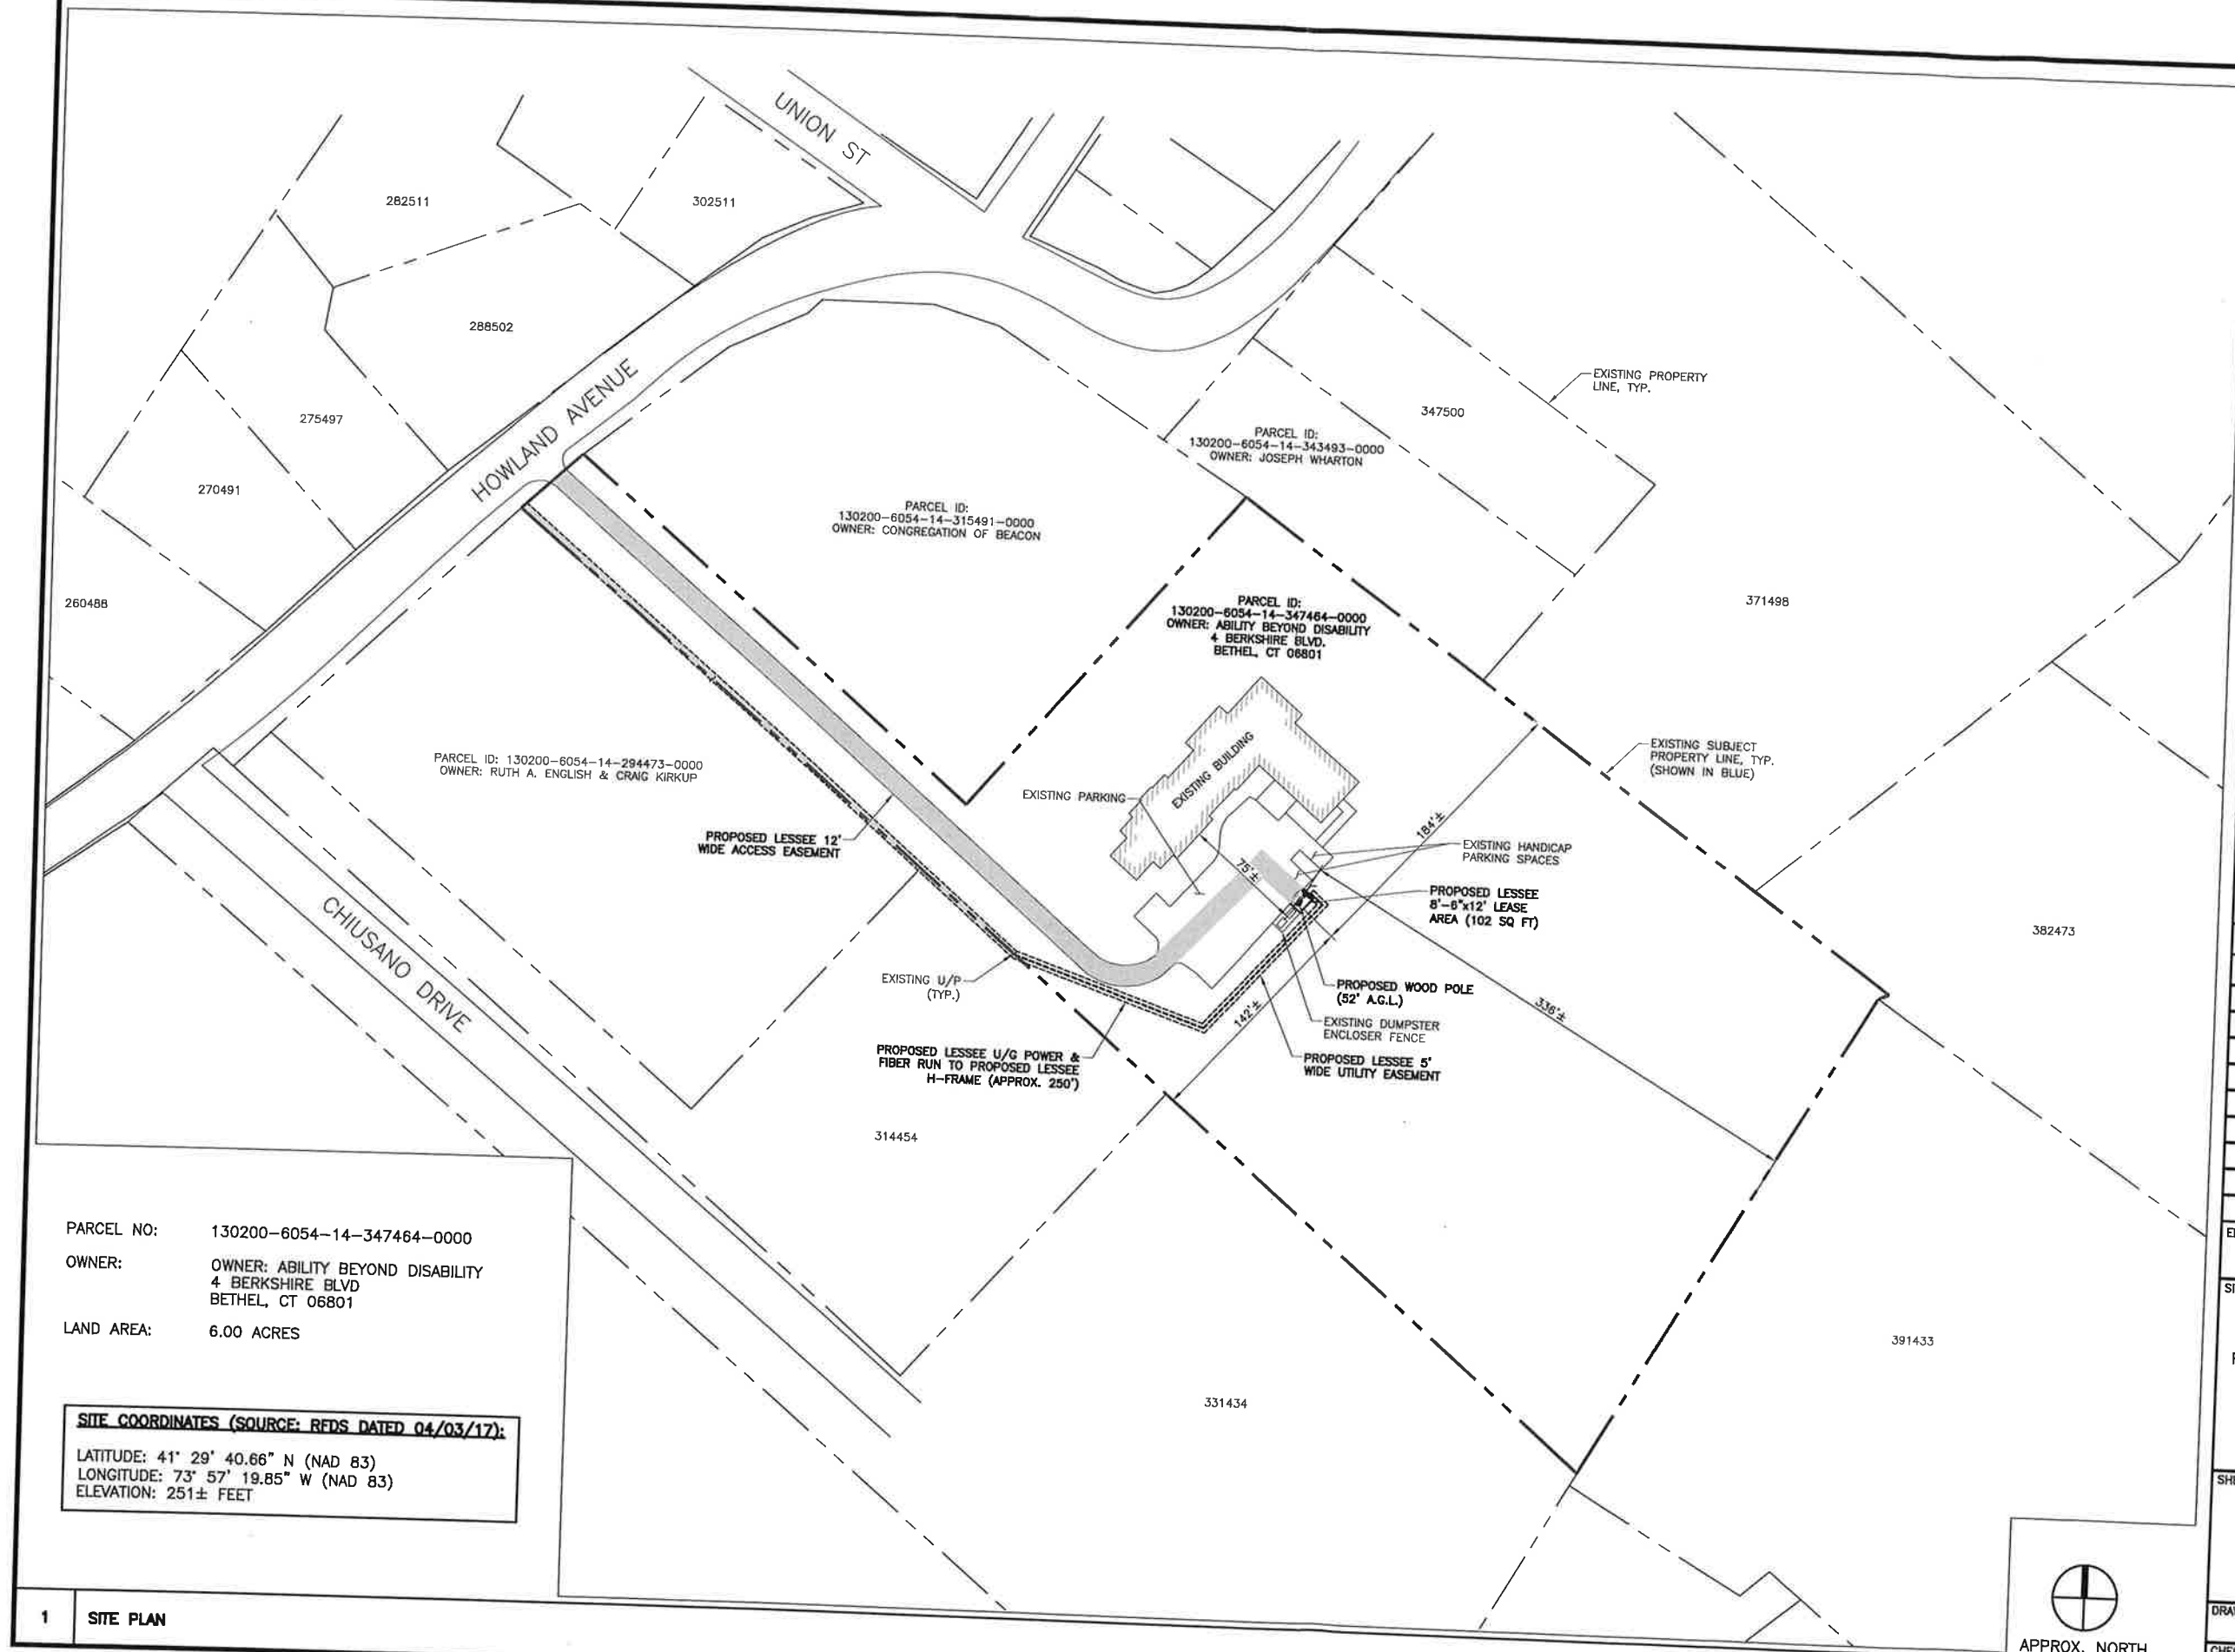 UNION ST
282511
302511
288502
HOWLAND AVENUE
275497
270491
260488
EXISTING PROPERTY
LINE, TYP.
347500
PARCEL ID:
130200-6054-14-343493-0000
OWNER: JOSEPH WHARTON
PARCEL ID:
130200-6054-14-315491-0000
OWNER: CONGREGATION OF BEACON
371498
PARCEL ID:
130200-6054-14-347464-0000
OWNER: ABILITY BEYOND DISABILITY
4 BERKSHIRE BLVD.
BETHEL, CT 06801
PARCEL ID: 130200-6054-14-294473-0000
OWNER: RUTH A. ENGLISH & CRAIG KIRKUP
EXISTING SUBJECT
PROPERTY LINE, TYP.
(SHOWN IN BLUE)
EXISTING BUILDING
EXISTING PARKING
PROPOSED LESSEE 12'
WIDE ACCESS EASEMENT
184'±
75'±
EXISTING HANDICAP
PARKING SPACES
PROPOSED LESSEE
8'-6"x12' LEASE
AREA (102 SQ FT)
382473
CHIUSANO DRIVE
EXISTING U/P
(TYP.)
PROPOSED WOOD POLE
(52' A.G.L.)
336'±
142'±
EXISTING DUMPSTER
ENCLOSER FENCE
PROPOSED LESSEE U/G POWER &
FIBER RUN TO PROPOSED LESSEE
H-FRAME (APPROX. 250')
PROPOSED LESSEE 5'
WIDE UTILITY EASEMENT
314454
331434
391433
PARCEL NO: 130200-6054-14-347464-0000
OWNER: OWNER: ABILITY BEYOND DISABILITY
4 BERKSHIRE BLVD
BETHEL, CT 06801
LAND AREA: 6.00 ACRES
SITE COORDINATES (SOURCE: RFDS DATED 04/03/17):
LATITUDE: 41° 29' 40.66" N (NAD 83)
LONGITUDE: 73° 57' 19.85" W (NAD 83)
ELEVATION: 251± FEET
1 SITE PLAN
APPROX. NORTH